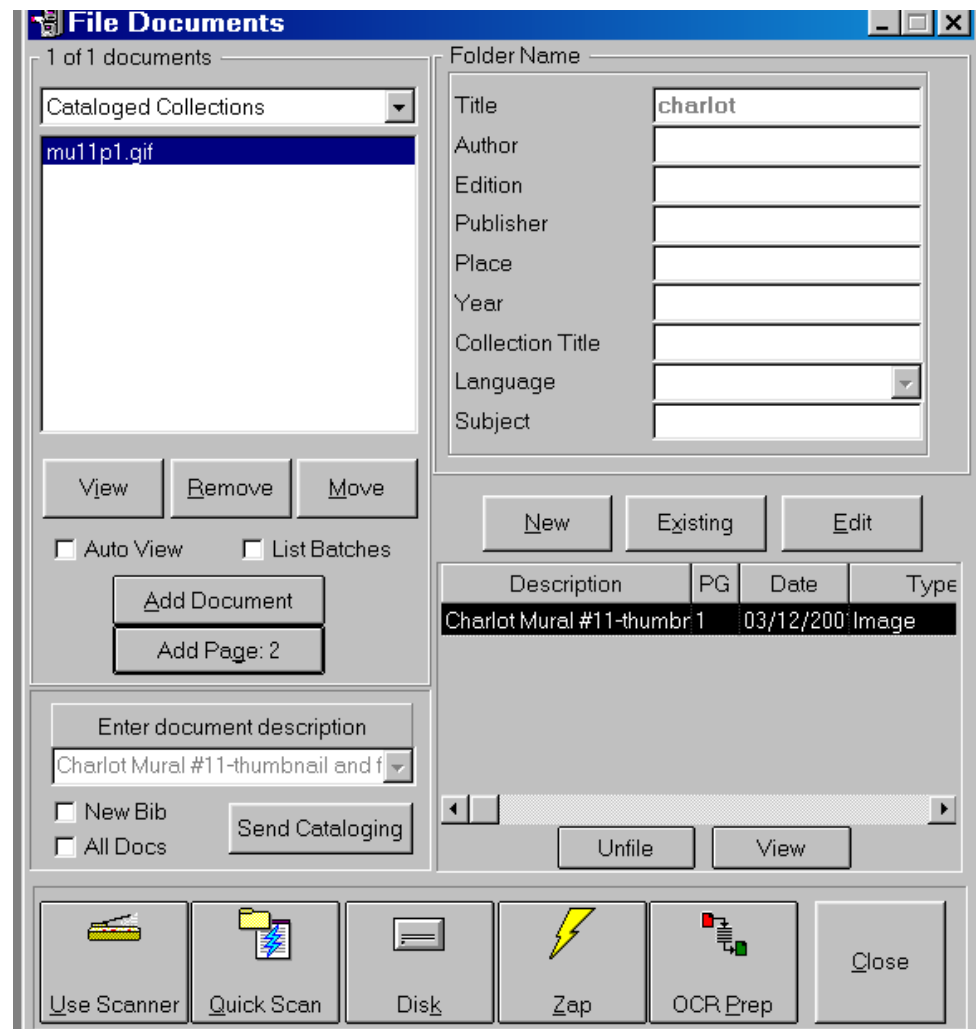 File Documents
1 of 1 documents
Cataloged Collections
mu11p1.gif
View Remove Move
Auto View List Batches
Add Document
Add Page: 2
Enter document description
Charlot Mural #11-thumbnail and f
New Bib
All Docs
Send Cataloging
Folder Name
Title charlot
Author
Edition
Publisher
Place
Year
Collection Title
Language
Subject
New Existing Edit
Description PG Date Type
Charlot Mural #11-thumbr 1 03/12/200 Image
Unfile View
Use Scanner Quick Scan Disk Zap OCR Prep Close